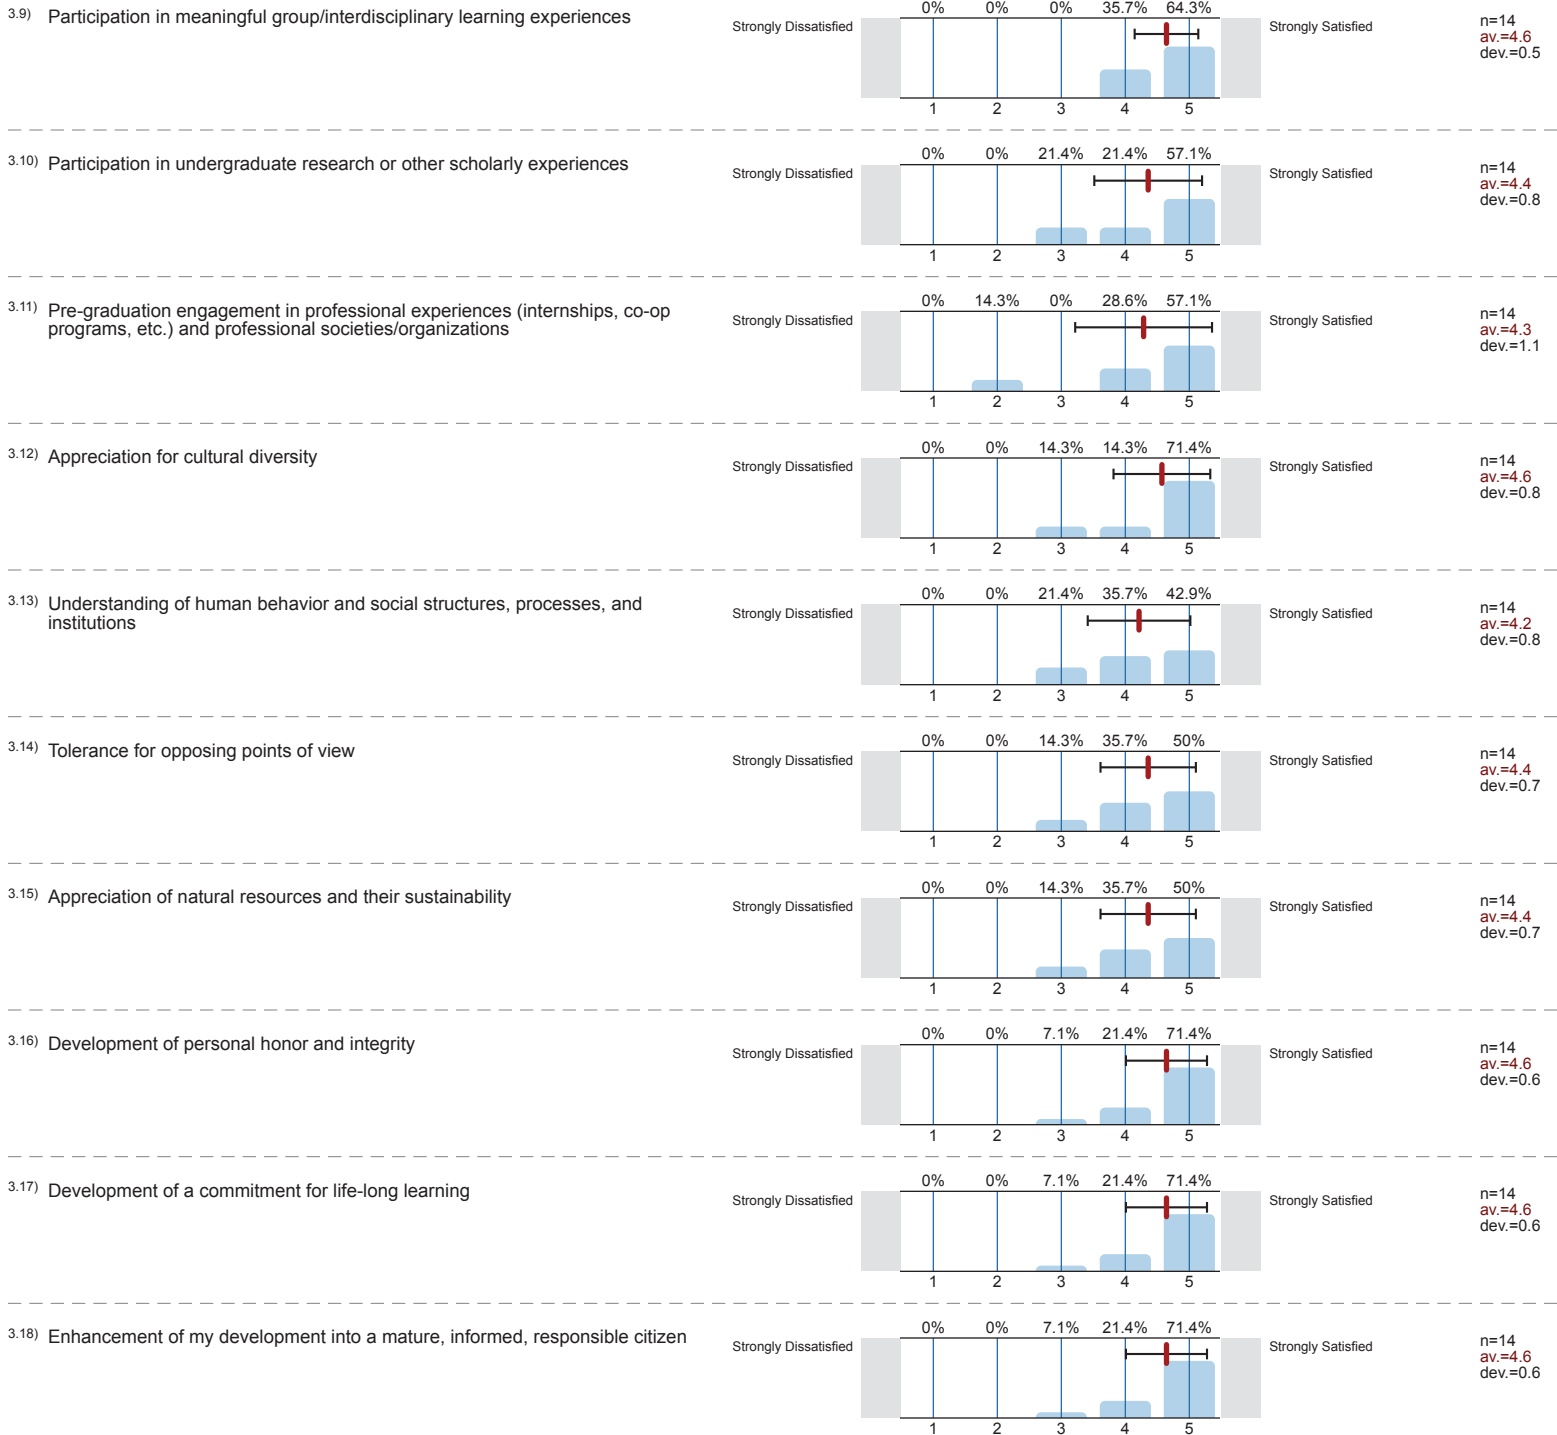 3.9) Participation in meaningful group/interdisciplinary learning experiences
0% 0% 0% 35.7% 64.3%
Strongly Dissatisfied Strongly Satisfied
n=14
av.=4.6
dev.=0.5
1 2 3 4 5
3.10) Participation in undergraduate research or other scholarly experiences
0% 0% 21.4% 21.4% 57.1%
Strongly Dissatisfied Strongly Satisfied
n=14
av.=4.4
dev.=0.8
1 2 3 4 5
3.11) Pre-graduation engagement in professional experiences (internships, co-op
programs, etc.) and professional societies/organizations
0% 14.3% 0% 28.6% 57.1%
Strongly Dissatisfied Strongly Satisfied
n=14
av.=4.3
dev.=1.1
1 2 3 4 5
3.12) Appreciation for cultural diversity
0% 0% 14.3% 14.3% 71.4%
Strongly Dissatisfied Strongly Satisfied
n=14
av.=4.6
dev.=0.8
1 2 3 4 5
3.13) Understanding of human behavior and social structures, processes, and
institutions
0% 0% 21.4% 35.7% 42.9%
Strongly Dissatisfied Strongly Satisfied
n=14
av.=4.2
dev.=0.8
1 2 3 4 5
3.14) Tolerance for opposing points of view
0% 0% 14.3% 35.7% 50%
Strongly Dissatisfied Strongly Satisfied
n=14
av.=4.4
dev.=0.7
1 2 3 4 5
3.15) Appreciation of natural resources and their sustainability
0% 0% 14.3% 35.7% 50%
Strongly Dissatisfied Strongly Satisfied
n=14
av.=4.4
dev.=0.7
1 2 3 4 5
3.16) Development of personal honor and integrity
0% 0% 7.1% 21.4% 71.4%
Strongly Dissatisfied Strongly Satisfied
n=14
av.=4.6
dev.=0.6
1 2 3 4 5
3.17) Development of a commitment for life-long learning
0% 0% 7.1% 21.4% 71.4%
Strongly Dissatisfied Strongly Satisfied
n=14
av.=4.6
dev.=0.6
1 2 3 4 5
3.18) Enhancement of my development into a mature, informed, responsible citizen
0% 0% 7.1% 21.4% 71.4%
Strongly Dissatisfied Strongly Satisfied
n=14
av.=4.6
dev.=0.6
1 2 3 4 5